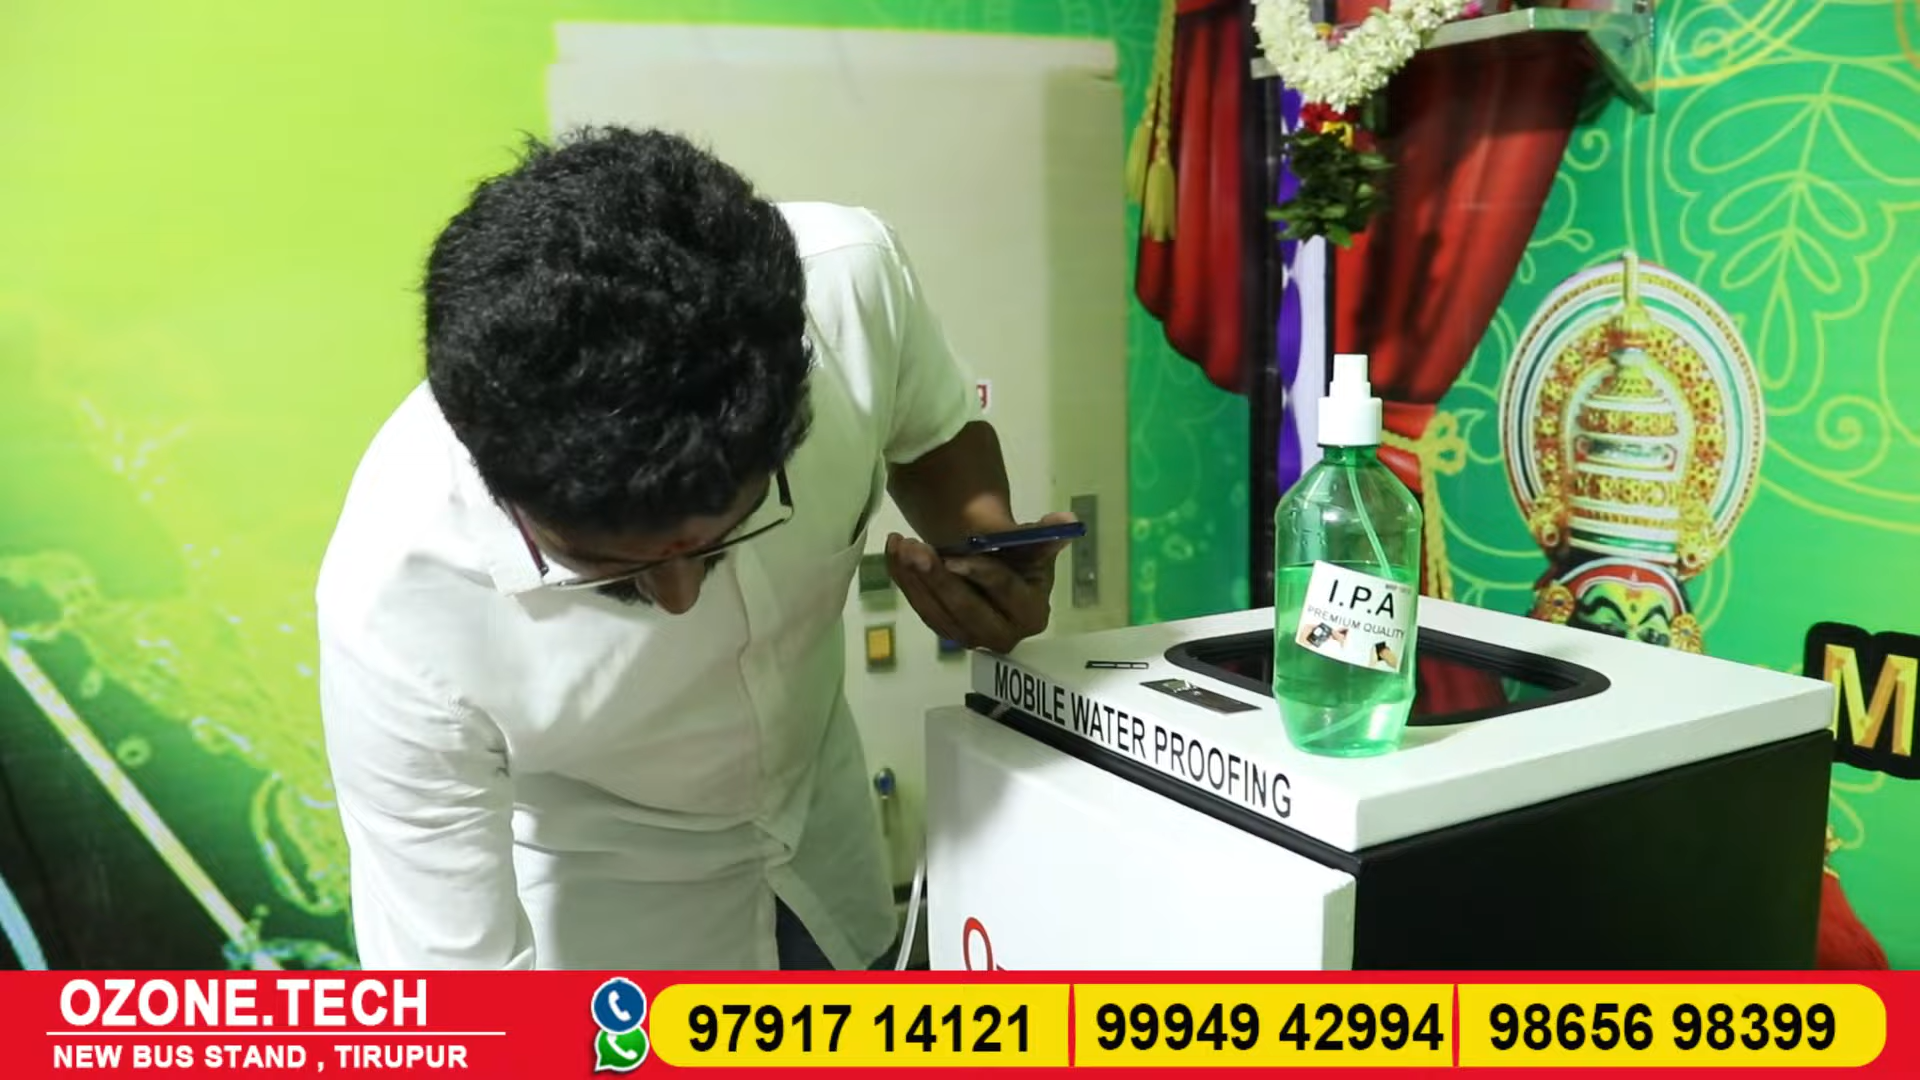 I.P.A
PREMIUM QUALITY
MOBILE WATER PROOFING
M
OZONE.TECH
NEW BUS STAND , TIRUPUR
97917 14121
99949 42994
98656 98399